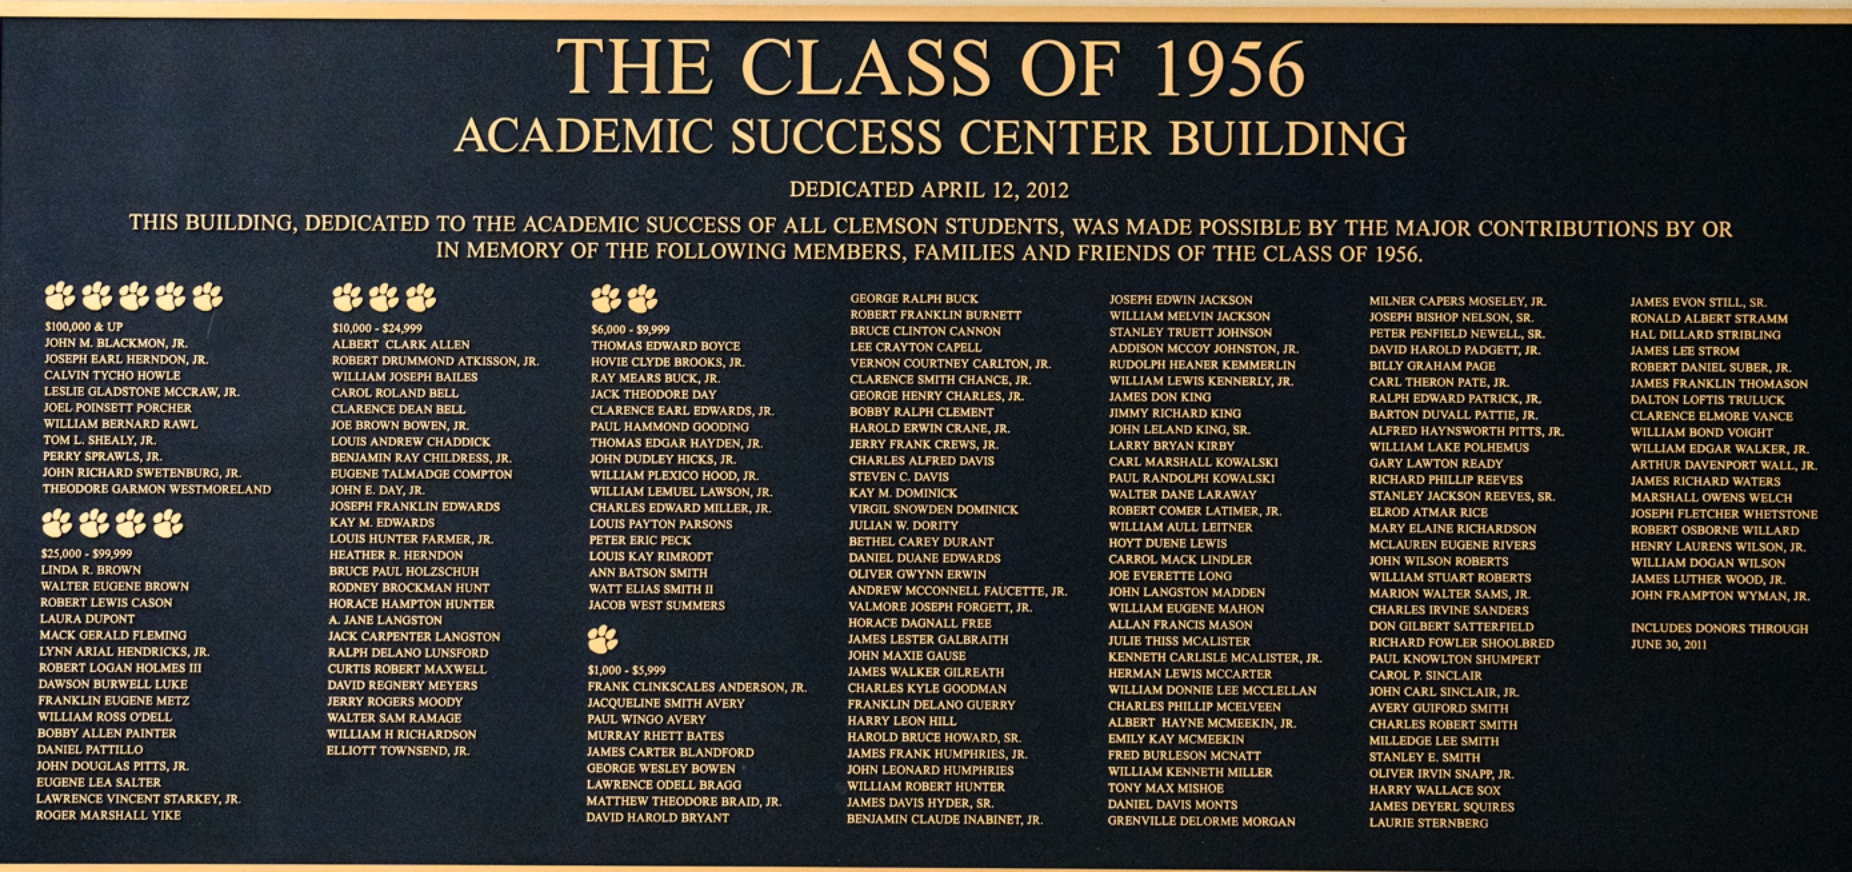 THE CLASS OF 1956
ACADEMIC SUCCESS CENTER BUILDING
DEDICATED APRIL 12, 2012
THIS BUILDING, DEDICATED TO THE ACADEMIC SUCCESS OF ALL CLEMSON STUDENTS, WAS MADE POSSIBLE BY THE MAJOR CONTRIBUTIONS BY OR
IN MEMORY OF THE FOLLOWING MEMBERS, FAMILIES AND FRIENDS OF THE CLASS OF 1956.
$100,000 & UP
JOHN M. BLACKMON, JR.
JOSEPH EARL HERNDON, JR.
CALVIN TYCHO HOWLE
LESLIE GLADSTONE MCCRAW, JR.
JOEL POINSETT PORCHER
WILLIAM BERNARD RAWL
TOM L. SHEALY, JR.
PERRY SPRAWLS, JR.
JOHN RICHARD SWETENBURG, JR.
THEODORE GARMON WESTMORELAND
$25,000 - $99,999
LINDA R. BROWN
WALTER EUGENE BROWN
ROBERT LEWIS CASON
LAURA DUPONT
MACK GERALD FLEMING
LYNN ARIAL HENDRICKS, JR.
ROBERT LOGAN HOLMES III
DAWSON BURWELL LUKE
FRANKLIN EUGENE METZ
WILLIAM ROSS O'DELL
BOBBY ALLEN PAINTER
DANIEL PATTILLO
JOHN DOUGLAS PITTS, JR.
EUGENE LEA SALTER
LAWRENCE VINCENT STARKEY, JR.
ROGER MARSHALL YIKE
$10,000 - $24,999
ALBERT CLARK ALLEN
ROBERT DRUMMOND ATKISSON, JR.
WILLIAM JOSEPH BAILES
CAROL ROLAND BELL
CLARENCE DEAN BELL
JOE BROWN BOWEN, JR.
LOUIS ANDREW CHADDICK
BENJAMIN RAY CHILDRESS, JR.
EUGENE TALMADGE COMPTON
JOHN E. DAY, JR.
JOSEPH FRANKLIN EDWARDS
KAY M. EDWARDS
LOUIS HUNTER FARMER, JR.
HEATHER R. HERNDON
BRUCE PAUL HOLZSCHUH
RODNEY BROCKMAN HUNT
HORACE HAMPTON HUNTER
A. JANE LANGSTON
JACK CARPENTER LANGSTON
RALPH DELANO LUNSFORD
CURTIS ROBERT MAXWELL
DAVID REGNERY MEYERS
JERRY ROGERS MOODY
WALTER SAM RAMAGE
WILLIAM H RICHARDSON
ELLIOTT TOWNSEND, JR.
$6,000 - $9,999
THOMAS EDWARD BOYCE
HOVIE CLYDE BROOKS, JR.
RAY MEARS BUCK, JR.
JACK THEODORE DAY
CLARENCE EARL EDWARDS, JR.
PAUL HAMMOND GOODING
THOMAS EDGAR HAYDEN, JR.
JOHN DUDLEY HICKS, JR.
WILLIAM PLEXICO HOOD, JR.
WILLIAM LEMUEL LAWSON, JR.
CHARLES EDWARD MILLER, JR.
LOUIS PAYTON PARSONS
PETER ERIC PECK
LOUIS KAY RIMRODT
ANN BATSON SMITH
WATT ELIAS SMITH II
JACOB WEST SUMMERS
$1,000 - $5,999
FRANK CLINKSCALES ANDERSON, JR.
JACQUELINE SMITH AVERY
PAUL WINGO AVERY
MURRAY RHETT BATES
JAMES CARTER BLANDFORD
GEORGE WESLEY BOWEN
LAWRENCE ODELL BRAGG
MATTHEW THEODORE BRAID, JR.
DAVID HAROLD BRYANT
GEORGE RALPH BUCK
ROBERT FRANKLIN BURNETT
BRUCE CLINTON CANNON
LEE CRAYTON CAPELL
VERNON COURTNEY CARLTON, JR.
CLARENCE SMITH CHANCE, JR.
GEORGE HENRY CHARLES, JR.
BOBBY RALPH CLEMENT
HAROLD ERWIN CRANE, JR.
JERRY FRANK CREWS, JR.
CHARLES ALFRED DAVIS
STEVEN C. DAVIS
KAY M. DOMINICK
VIRGIL SNOWDEN DOMINICK
JULIAN W. DORITY
BETHEL CAREY DURANT
DANIEL DUANE EDWARDS
OLIVER GWYNN ERWIN
ANDREW MCCONNELL FAUCETTE, JR.
VALMORE JOSEPH FORGETT, JR.
HORACE DAGNALL FREE
JAMES LESTER GALBRAITH
JOHN MAXIE GAUSE
JAMES WALKER GILREATH
CHARLES KYLE GOODMAN
FRANKLIN DELANO GUERRY
HARRY LEON HILL
HAROLD BRUCE HOWARD, SR.
JAMES FRANK HUMPHRIES, JR.
JOHN LEONARD HUMPHRIES
WILLIAM ROBERT HUNTER
JAMES DAVIS HYDER, SR.
BENJAMIN CLAUDE INABINET, JR.
JOSEPH EDWIN JACKSON
WILLIAM MELVIN JACKSON
STANLEY TRUETT JOHNSON
ADDISON MCCOY JOHNSTON, JR.
RUDOLPH HEANER KEMMERLIN
WILLIAM LEWIS KENNERLY, JR.
JAMES DON KING
JIMMY RICHARD KING
JOHN LELAND KING, SR.
LARRY BRYAN KIRBY
CARL MARSHALL KOWALSKI
PAUL RANDOLPH KOWALSKI
WALTER DANE LARAWAY
ROBERT COMER LATIMER, JR.
WILLIAM AULL LEITNER
HOYT DUENE LEWIS
CARROL MACK LINDLER
JOE EVERETTE LONG
JOHN LANGSTON MADDEN
WILLIAM EUGENE MAHON
ALLAN FRANCIS MASON
JULIE THISS MCALISTER
KENNETH CARLISLE MCALISTER, JR.
HERMAN LEWIS MCCARTER
WILLIAM DONNIE LEE MCCLELLAN
CHARLES PHILLIP MCELVEEN
ALBERT HAYNE MCMEEKIN, JR.
EMILY KAY MCMEEKIN
FRED BURLESON MCNATT
WILLIAM KENNETH MILLER
TONY MAX MISHOE
DANIEL DAVIS MONTS
GRENVILLE DELORME MORGAN
MILNER CAPERS MOSELEY, JR.
JOSEPH BISHOP NELSON, SR.
PETER PENFIELD NEWELL, SR.
DAVID HAROLD PADGETT, JR.
BILLY GRAHAM PAGE
CARL THERON PATE, JR.
RALPH EDWARD PATRICK, JR.
BARTON DUVALL PATTIE, JR.
ALFRED HAYNSWORTH PITTS, JR.
WILLIAM LAKE POLHEMUS
GARY LAWTON READY
RICHARD PHILLIP REEVES
STANLEY JACKSON REEVES, SR.
ELROD ATMAR RICE
MARY ELAINE RICHARDSON
MCLAUREN EUGENE RIVERS
JOHN WILSON ROBERTS
WILLIAM STUART ROBERTS
MARION WALTER SAMS, JR.
CHARLES IRVINE SANDERS
DON GILBERT SATTERFIELD
RICHARD FOWLER SHOOLBRED
PAUL KNOWLTON SHUMPERT
CAROL P. SINCLAIR
JOHN CARL SINCLAIR, JR.
AVERY GUIFORD SMITH
CHARLES ROBERT SMITH
MILLEDGE LEE SMITH
STANLEY E. SMITH
OLIVER IRVIN SNAPP, JR.
HARRY WALLACE SOX
JAMES DEYERL SQUIRES
LAURIE STERNBERG
JAMES EVON STILL, SR.
RONALD ALBERT STRAMM
HAL DILLARD STRIBLING
JAMES LEE STROM
ROBERT DANIEL SUBER, JR.
JAMES FRANKLIN THOMASON
DALTON LOFTIS TRULUCK
CLARENCE ELMORE VANCE
WILLIAM BOND VOIGHT
WILLIAM EDGAR WALKER, JR.
ARTHUR DAVENPORT WALL, JR.
JAMES RICHARD WATERS
MARSHALL OWENS WELCH
JOSEPH FLETCHER WHETSTONE
ROBERT OSBORNE WILLARD
HENRY LAURENS WILSON, JR.
WILLIAM DOGAN WILSON
JAMES LUTHER WOOD, JR.
JOHN FRAMPTON WYMAN, JR.
INCLUDES DONORS THROUGH
JUNE 30, 2011